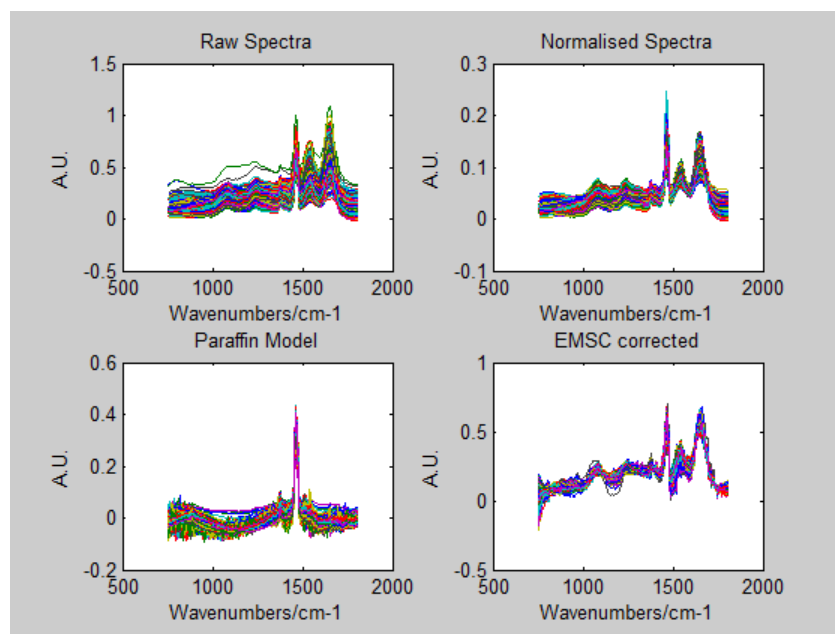 Raw Spectra
1.5
1
0.5
0
-0.5
A.U.
500 1000 1500 2000
Wavenumbers/cm-1
Normalised Spectra
0.3
0.2
0.1
0
-0.1
A.U.
500 1000 1500 2000
Wavenumbers/cm-1
Paraffin Model
0.6
0.4
0.2
0
-0.2
A.U.
500 1000 1500 2000
Wavenumbers/cm-1
EMSC corrected
1
0.5
0
-0.5
A.U.
500 1000 1500 2000
Wavenumbers/cm-1